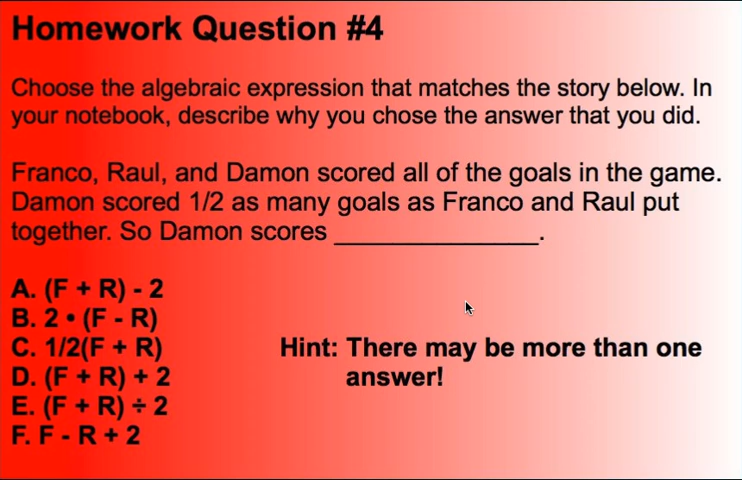 Homework Question #4
Choose the algebraic expression that matches the story below. In
your notebook, describe why you chose the answer that you did.
Franco, Raul, and Damon scored all of the goals in the game.
Damon scored 1/2 as many goals as Franco and Raul put
together. So Damon scores _______________.
A. (F + R) - 2
B. 2 • (F - R)
C. 1/2(F + R)
D. (F + R) + 2
E. (F + R) ÷ 2
F. F - R + 2
Hint: There may be more than one
answer!